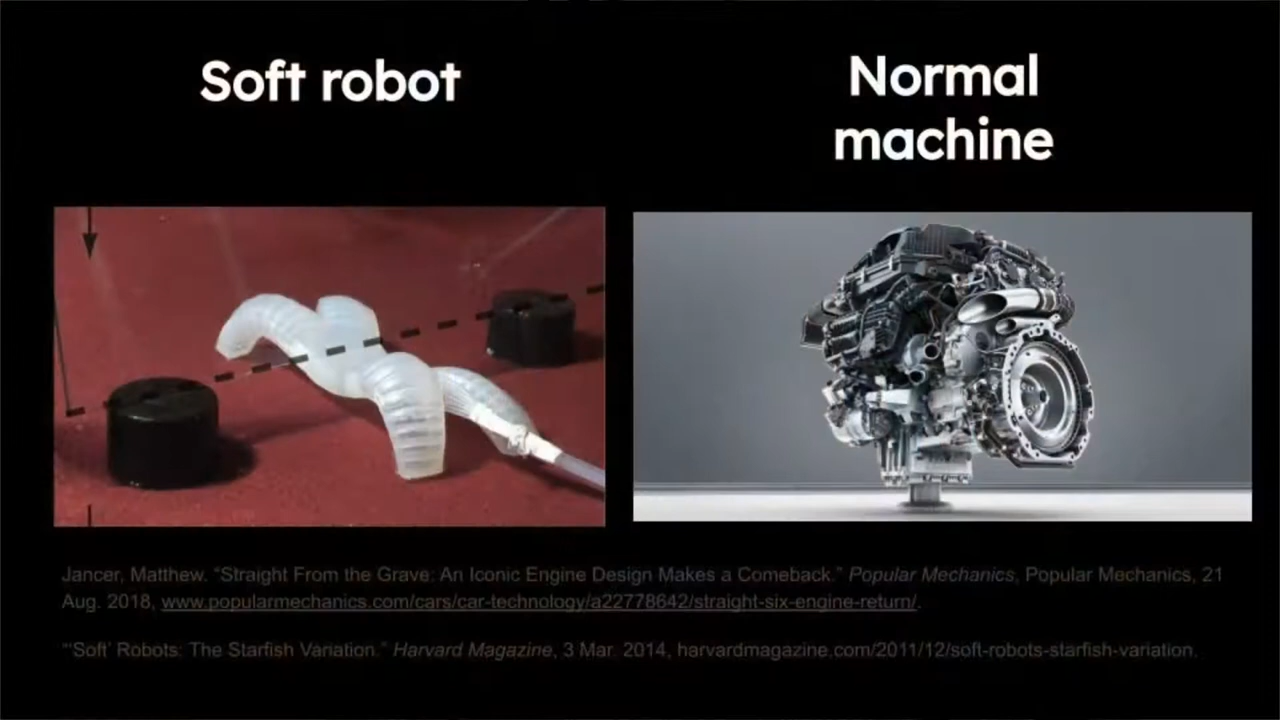 Soft robot
Normal
machine
Jancer, Matthew. “Straight From the Grave: An Iconic Engine Design Makes a Comeback.” Popular Mechanics, Popular Mechanics, 21
Aug. 2018, www.popularmechanics.com/cars/car-technology/a22778642/straight-six-engine-return/.
“‘Soft’ Robots: The Starfish Variation.” Harvard Magazine, 3 Mar. 2014, harvardmagazine.com/2011/12/soft-robots-starfish-variation.